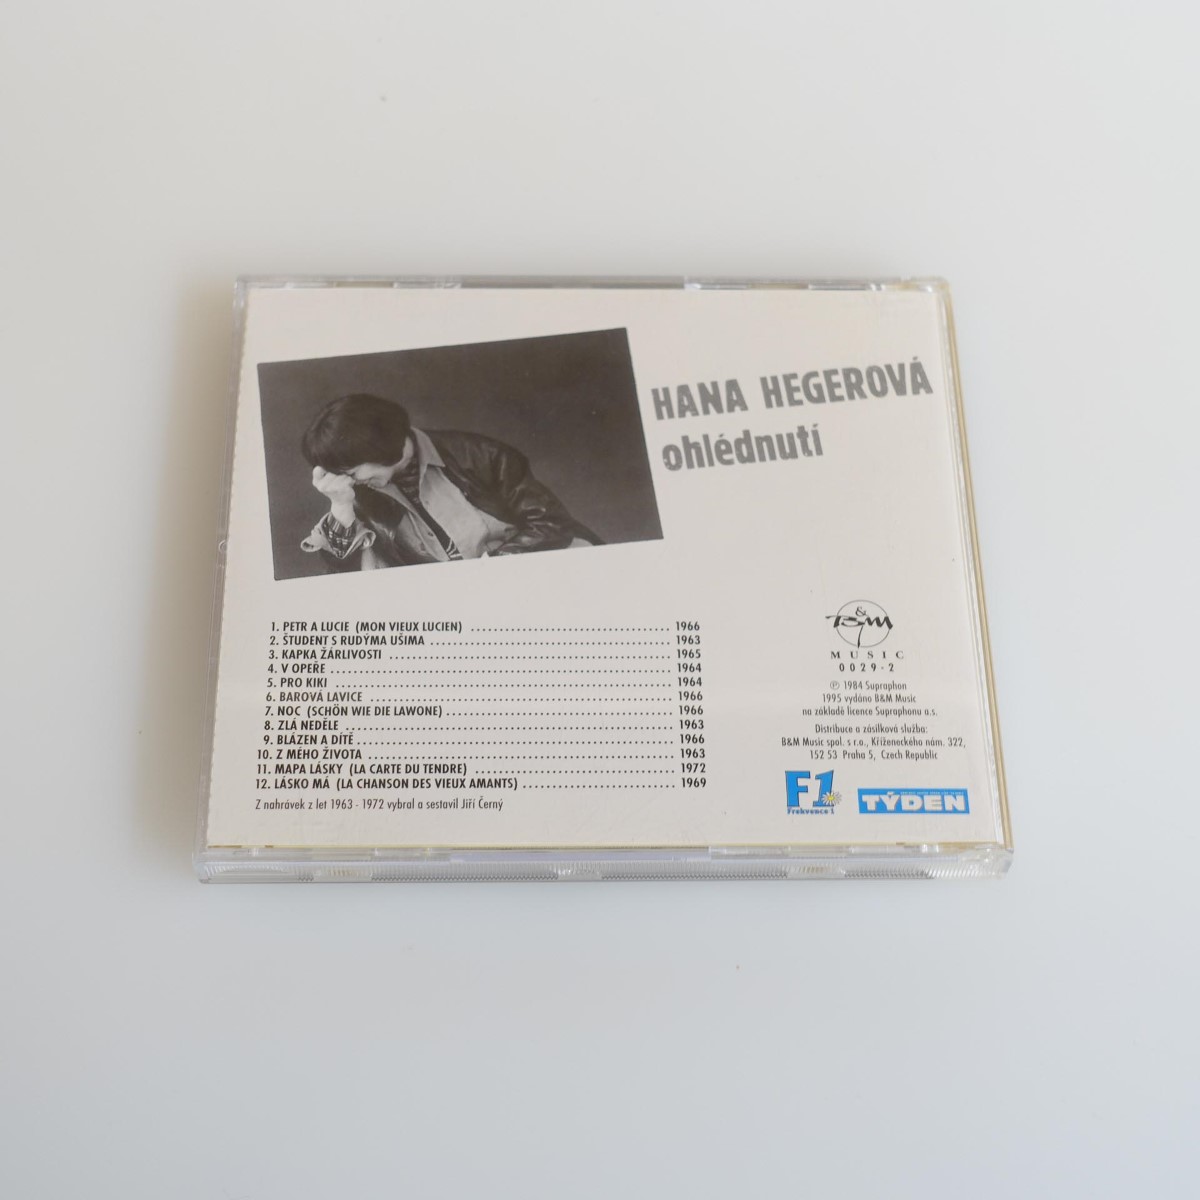 HANA HEGEROVÁ
ohlédnutí
1. PETR A LUCIE (MON VIEUX LUCIEN) 1966
2. ŠTUDENT S RUDÝMA UŠIMA 1963
3. KAPKA ŽÁRLIVOSTI 1965
4. V OPEŘE 1964
5. PRO KIKI 1964
6. BAROVÁ LAVICE 1966
7. NOC (SCHÖN WIE DIE LAWONE) 1966
8. ZLÁ NEDĚLE 1963
9. BLÁZEN A DÍTĚ 1966
10. Z MÉHO ŽIVOTA 1963
11. MAPA LÁSKY (LA CARTE DU TENDRE) 1972
12. LÁSKO MÁ (LA CHANSON DES VIEUX AMANTS) 1969
Z nahrávek z let 1963 - 1972 vybral a sestavil Jiří Černý
B&M
MUSIC
0029-2
℗ 1984 Supraphon
1995 vydáno B&M Music
na základě licence Supraphonu a.s.
Distribuce a zásilková služba:
B&M Music spol. s r.o., Kříženeckého nám. 322,
152 53 Praha 5, Czech Republic
F1
Frekvence 1
TÝDEN